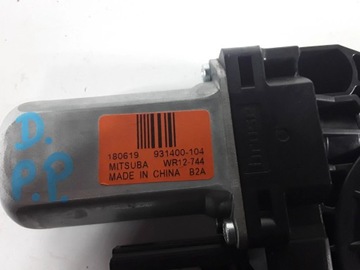 180619 931400-104
MITSUBA WR12-744
MADE IN CHINA B2A
D.
P.P.